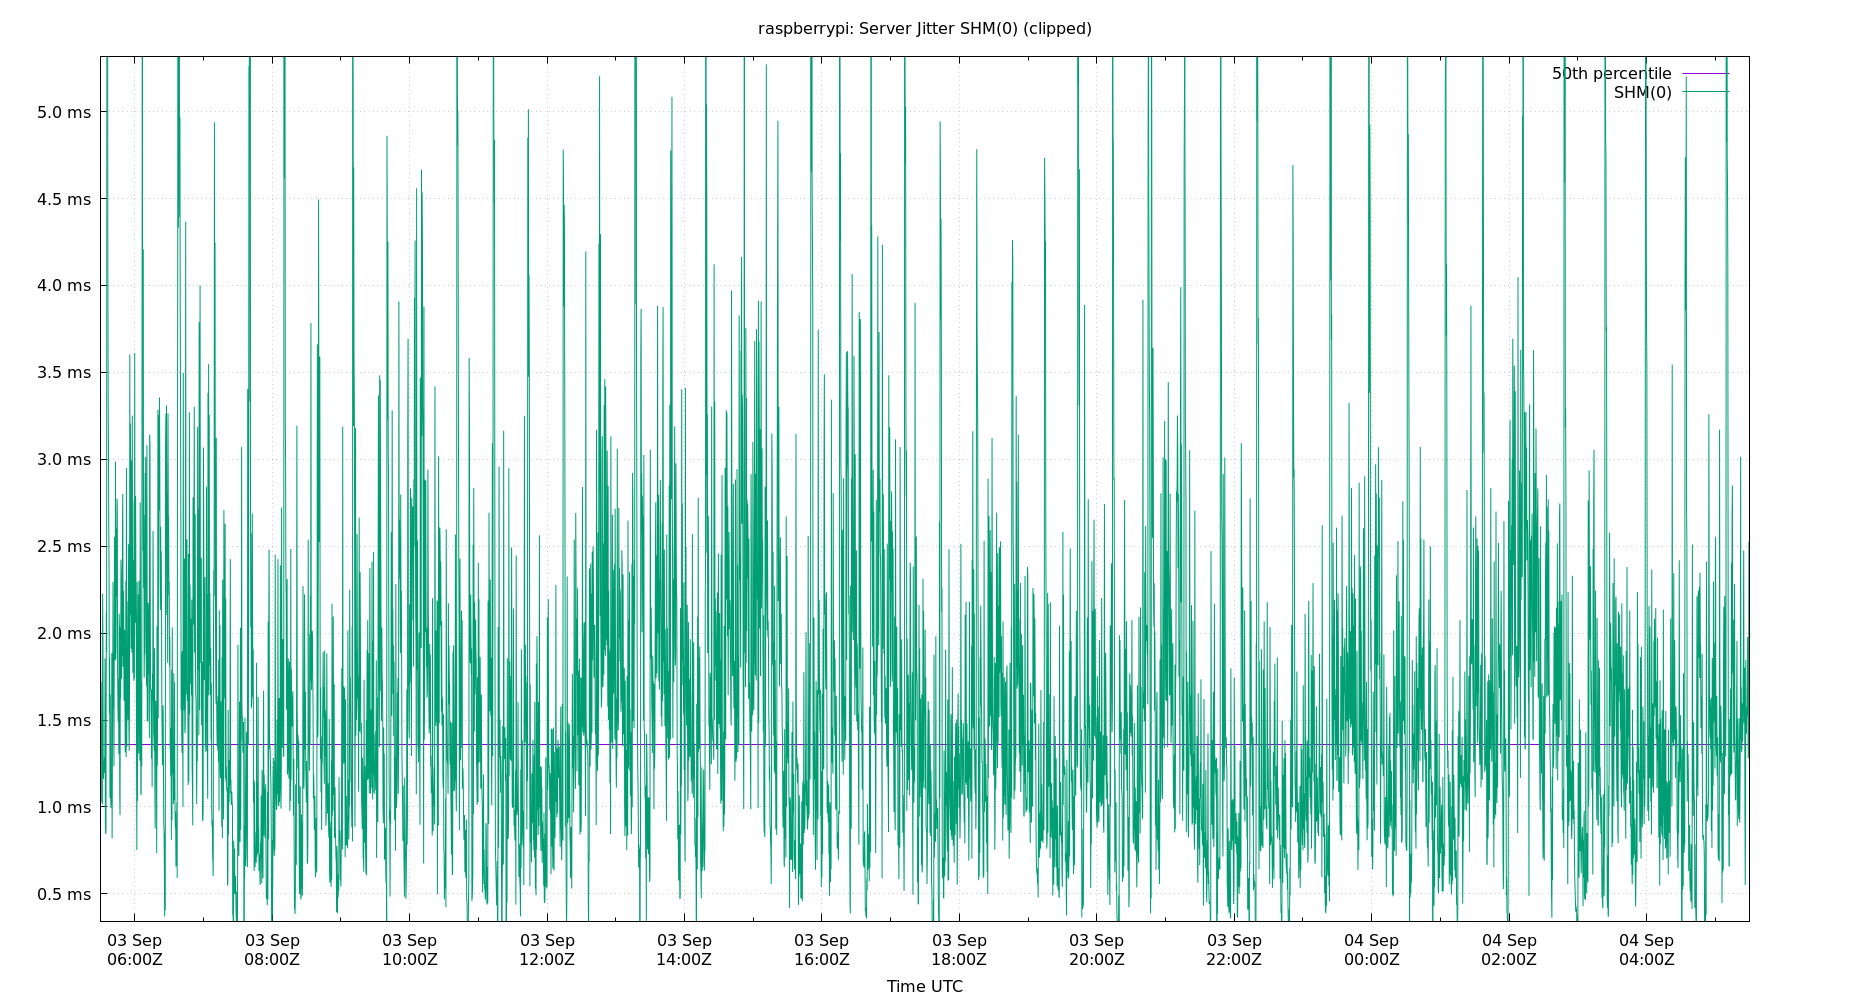 raspberrypi: Server Jitter SHM(0) (clipped)
50th percentile
SHM(0)
5.0 ms
4.5 ms
4.0 ms
3.5 ms
3.0 ms
2.5 ms
2.0 ms
1.5 ms
1.0 ms
0.5 ms
03 Sep 03 Sep 03 Sep 03 Sep 03 Sep 03 Sep 03 Sep 03 Sep 03 Sep 04 Sep 04 Sep 04 Sep
06:00Z 08:00Z 10:00Z 12:00Z 14:00Z 16:00Z 18:00Z 20:00Z 22:00Z 00:00Z 02:00Z 04:00Z
Time UTC